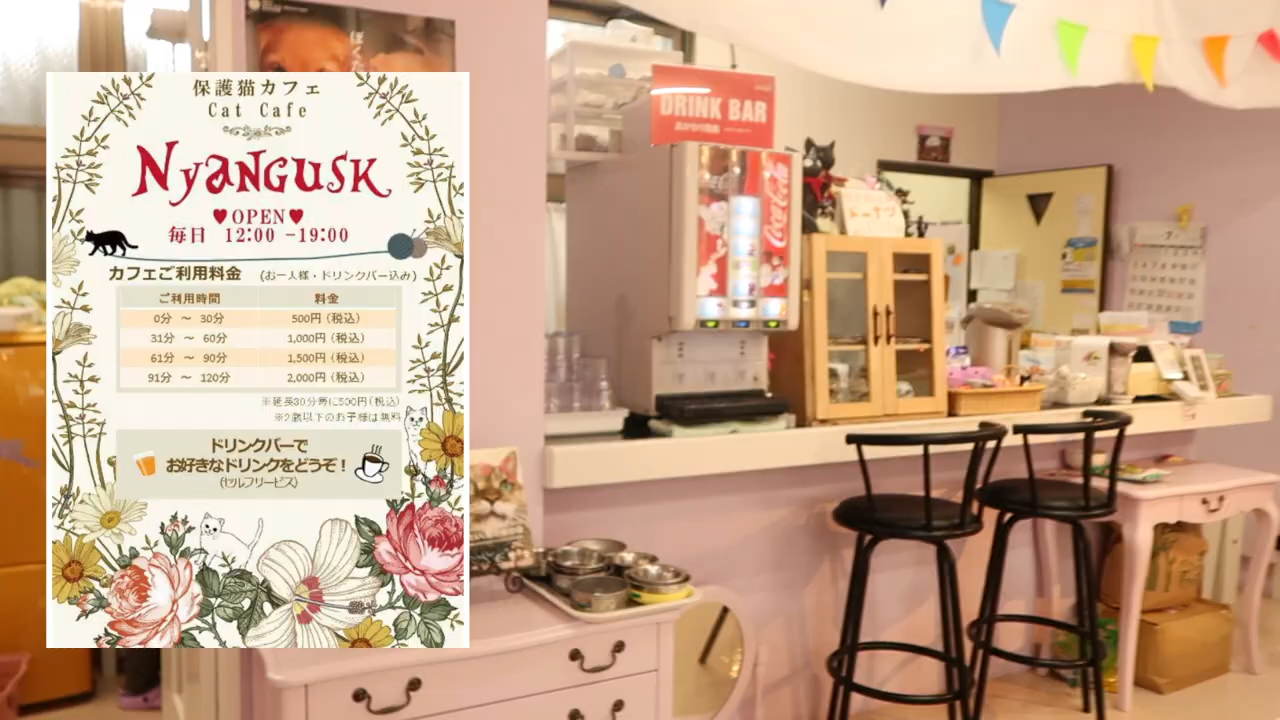 保護猫カフェ
Cat Cafe
NyANGUSK
♥OPEN♥
毎日 12:00 -19:00
カフェご利用料金 (お一人様・ドリンクバー込み)
ご利用時間 料金
0分 ～ 30分 500円 (税込)
31分 ～ 60分 1,000円 (税込)
61分 ～ 90分 1,500円 (税込)
91分 ～ 120分 2,000円 (税込)
※延長30分毎に500円(税込)
※2歳以下のお子様は無料
ドリンクバーで
お好きなドリンクをどうぞ！
(セルフサービス)
DRINK BAR
Coca-Cola